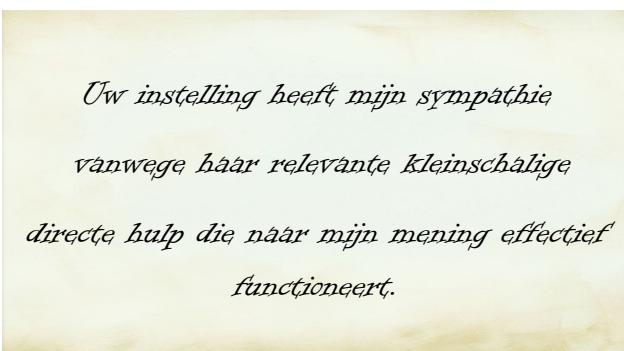 Uw instelling heeft mijn sympathie
vanwege haar relevante kleinschalige
directe hulp die naar mijn mening effectief
functioneert.